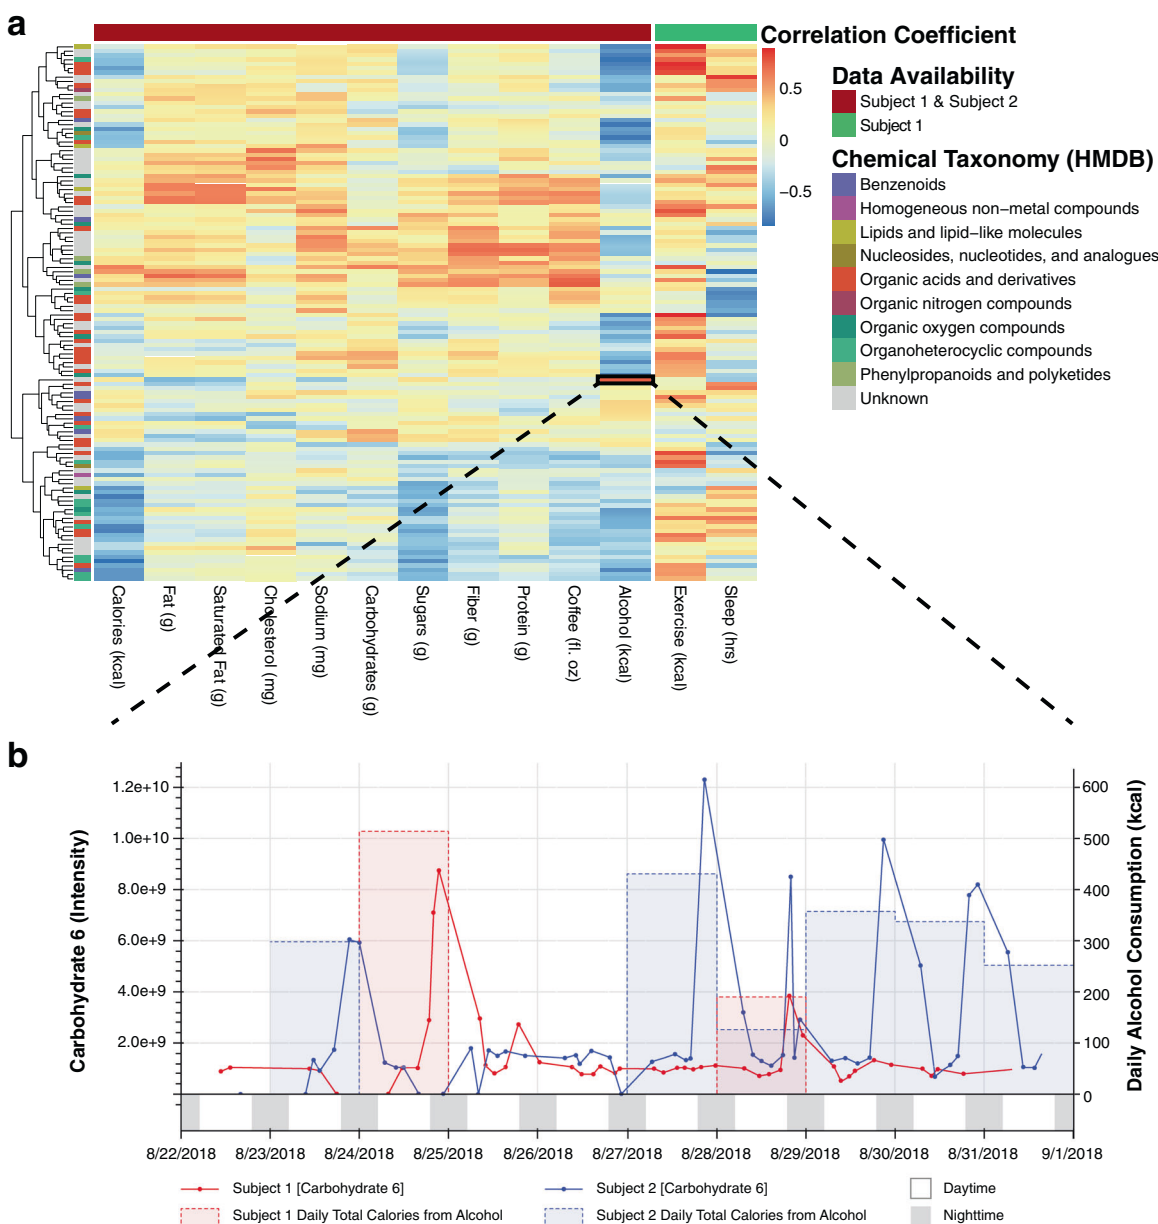 a
Correlation Coefficient
0.5
0
−0.5
Data Availability
Subject 1 & Subject 2
Subject 1
Chemical Taxonomy (HMDB)
Benzenoids
Homogeneous non−metal compounds
Lipids and lipid−like molecules
Nucleosides, nucleotides, and analogues
Organic acids and derivatives
Organic nitrogen compounds
Organic oxygen compounds
Organoheterocyclic compounds
Phenylpropanoids and polyketides
Unknown
Calories (kcal)
Fat (g)
Saturated Fat (g)
Cholesterol (mg)
Sodium (mg)
Carbohydrates (g)
Sugars (g)
Fiber (g)
Protein (g)
Coffee (fl. oz)
Alcohol (kcal)
Exercise (kcal)
Sleep (hrs)
b
Carbohydrate 6 (Intensity)
1.2e+10
1.0e+10
8.0e+9
6.0e+9
4.0e+9
2.0e+9
600
500
400
300
200
100
0
Daily Alcohol Consumption (kcal)
8/22/2018
8/23/2018
8/24/2018
8/25/2018
8/26/2018
8/27/2018
8/28/2018
8/29/2018
8/30/2018
8/31/2018
9/1/2018
Subject 1 [Carbohydrate 6]
Subject 2 [Carbohydrate 6]
Daytime
Subject 1 Daily Total Calories from Alcohol
Subject 2 Daily Total Calories from Alcohol
Nighttime